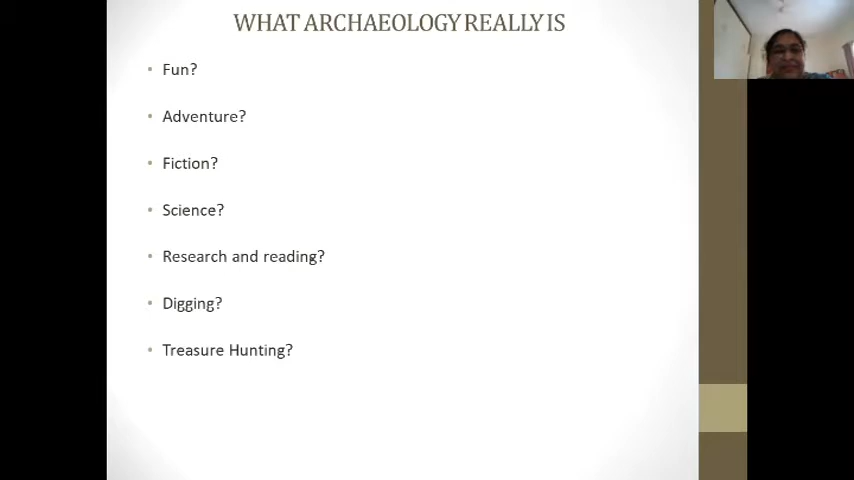 WHAT ARCHAEOLOGY REALLY IS
Fun?
Adventure?
Fiction?
Science?
Research and reading?
Digging?
Treasure Hunting?